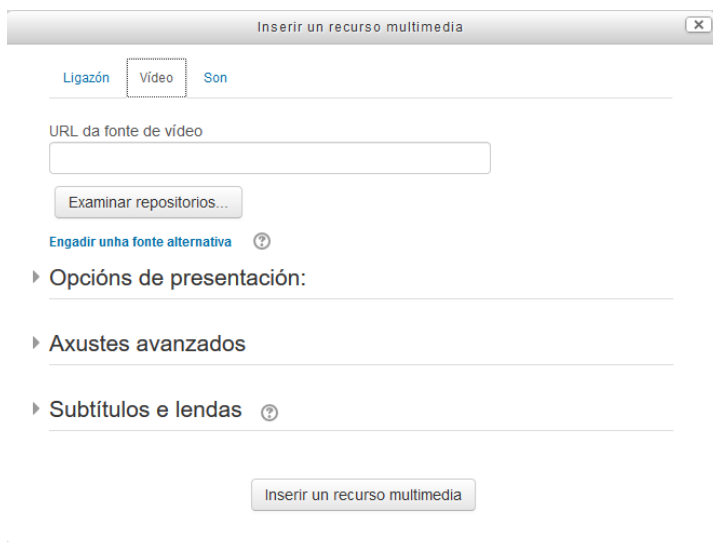 Inserir un recurso multimedia
Ligazón Vídeo Son
URL da fonte de vídeo
Examinar repositorios...
Engadir unha fonte alternativa ?
Opcións de presentación:
Axustes avanzados
Subtítulos e lendas ?
Inserir un recurso multimedia